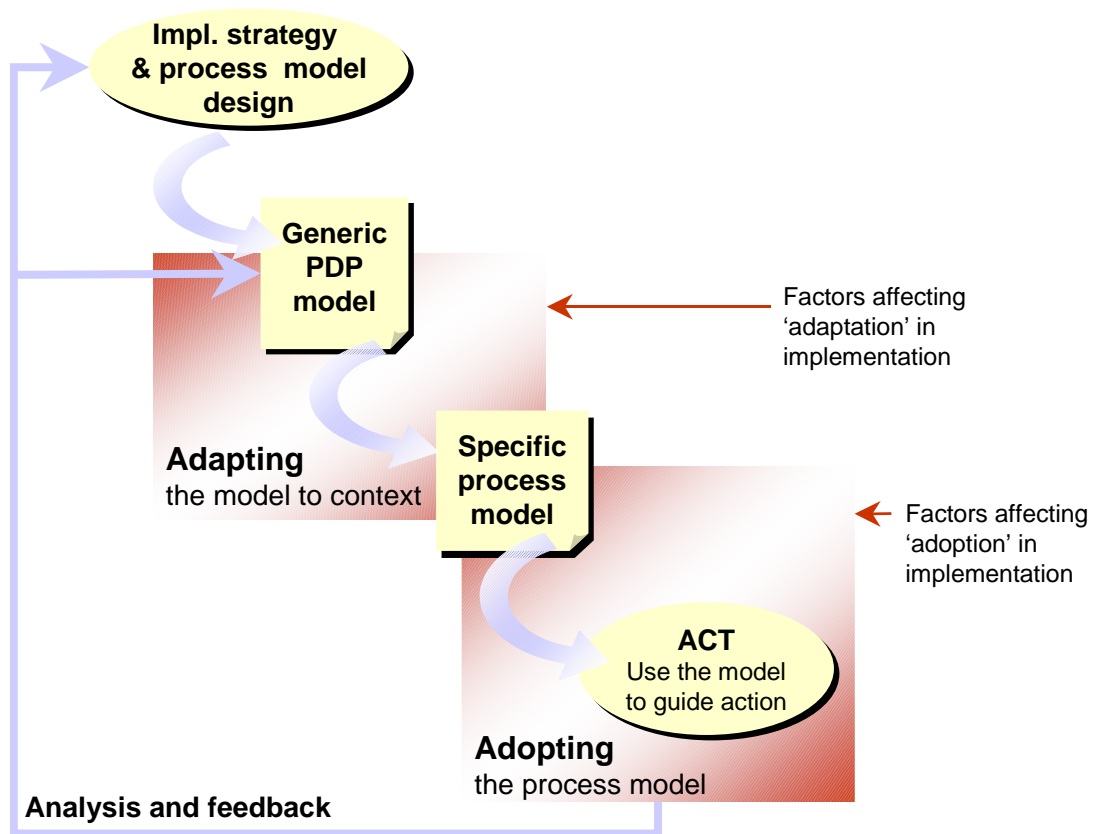 Impl. strategy
& process model
design
Generic
PDP
model
Factors affecting
‘adaptation’ in
implementation
Adapting
the model to context
Specific
process
model
Factors affecting
‘adoption’ in
implementation
ACT
Use the model
to guide action
Adopting
the process model
Analysis and feedback